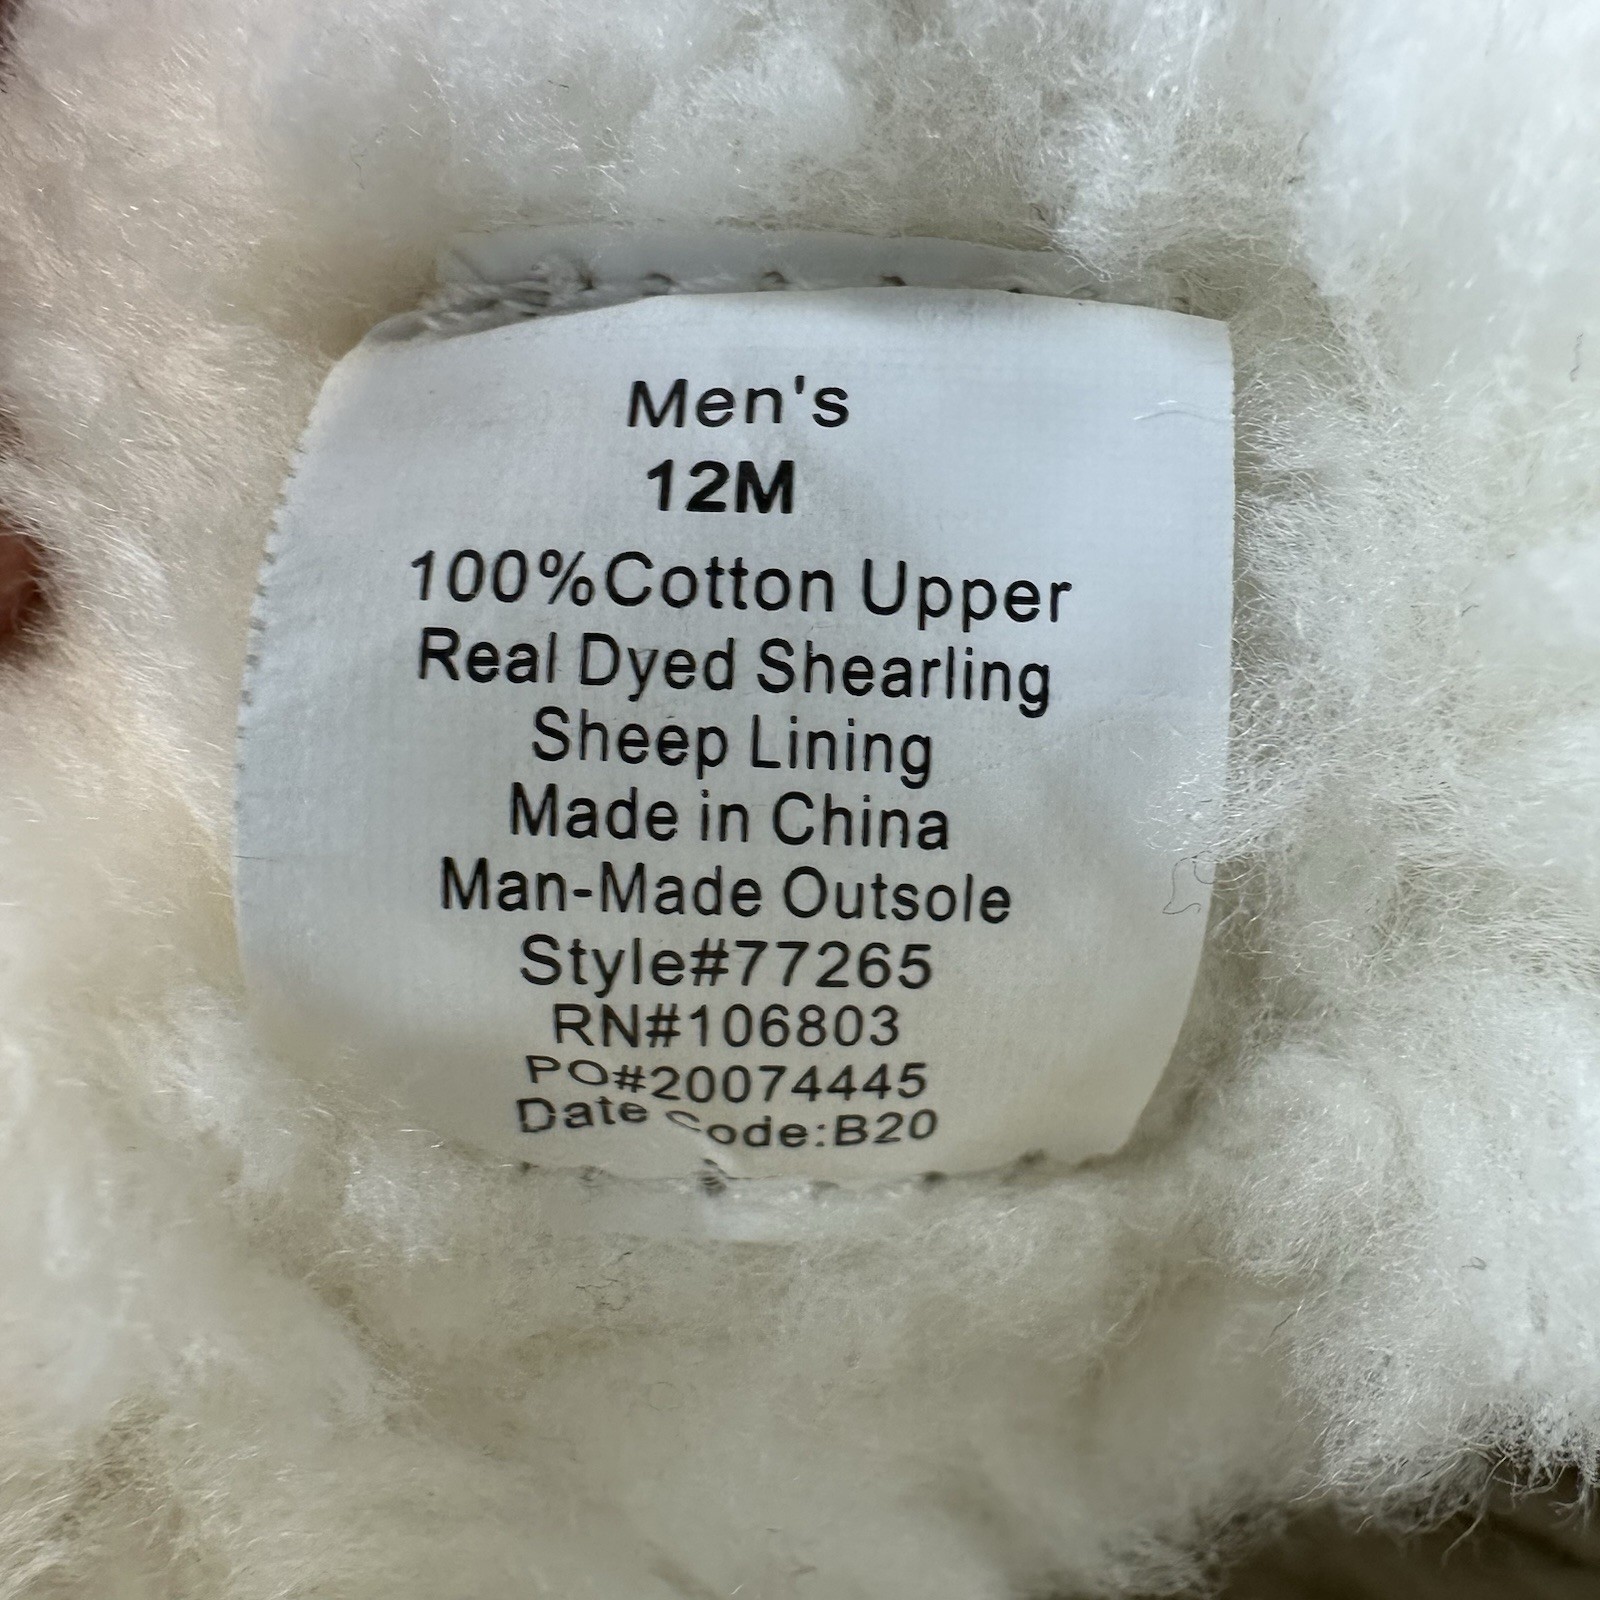 Men's
12M
100%Cotton Upper
Real Dyed Shearling
Sheep Lining
Made in China
Man-Made Outsole
Style#77265
RN#106803
PO#20074445
Date Code:B20